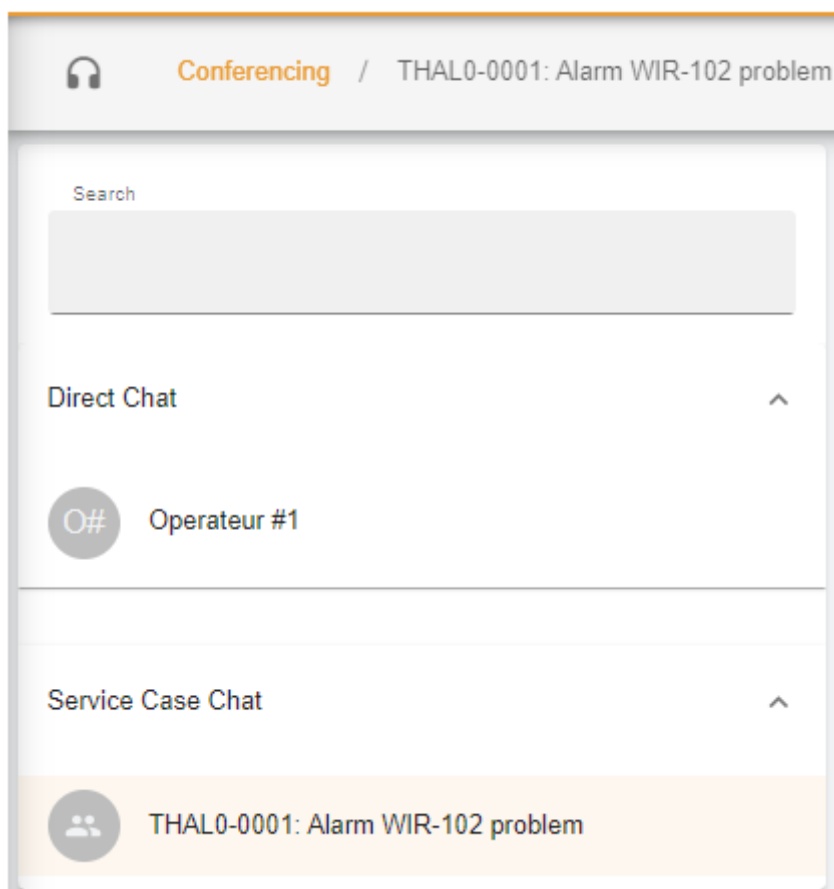 Conferencing / THAL0-0001: Alarm WIR-102 problem
Search
Direct Chat
O# Operateur #1
Service Case Chat
THAL0-0001: Alarm WIR-102 problem